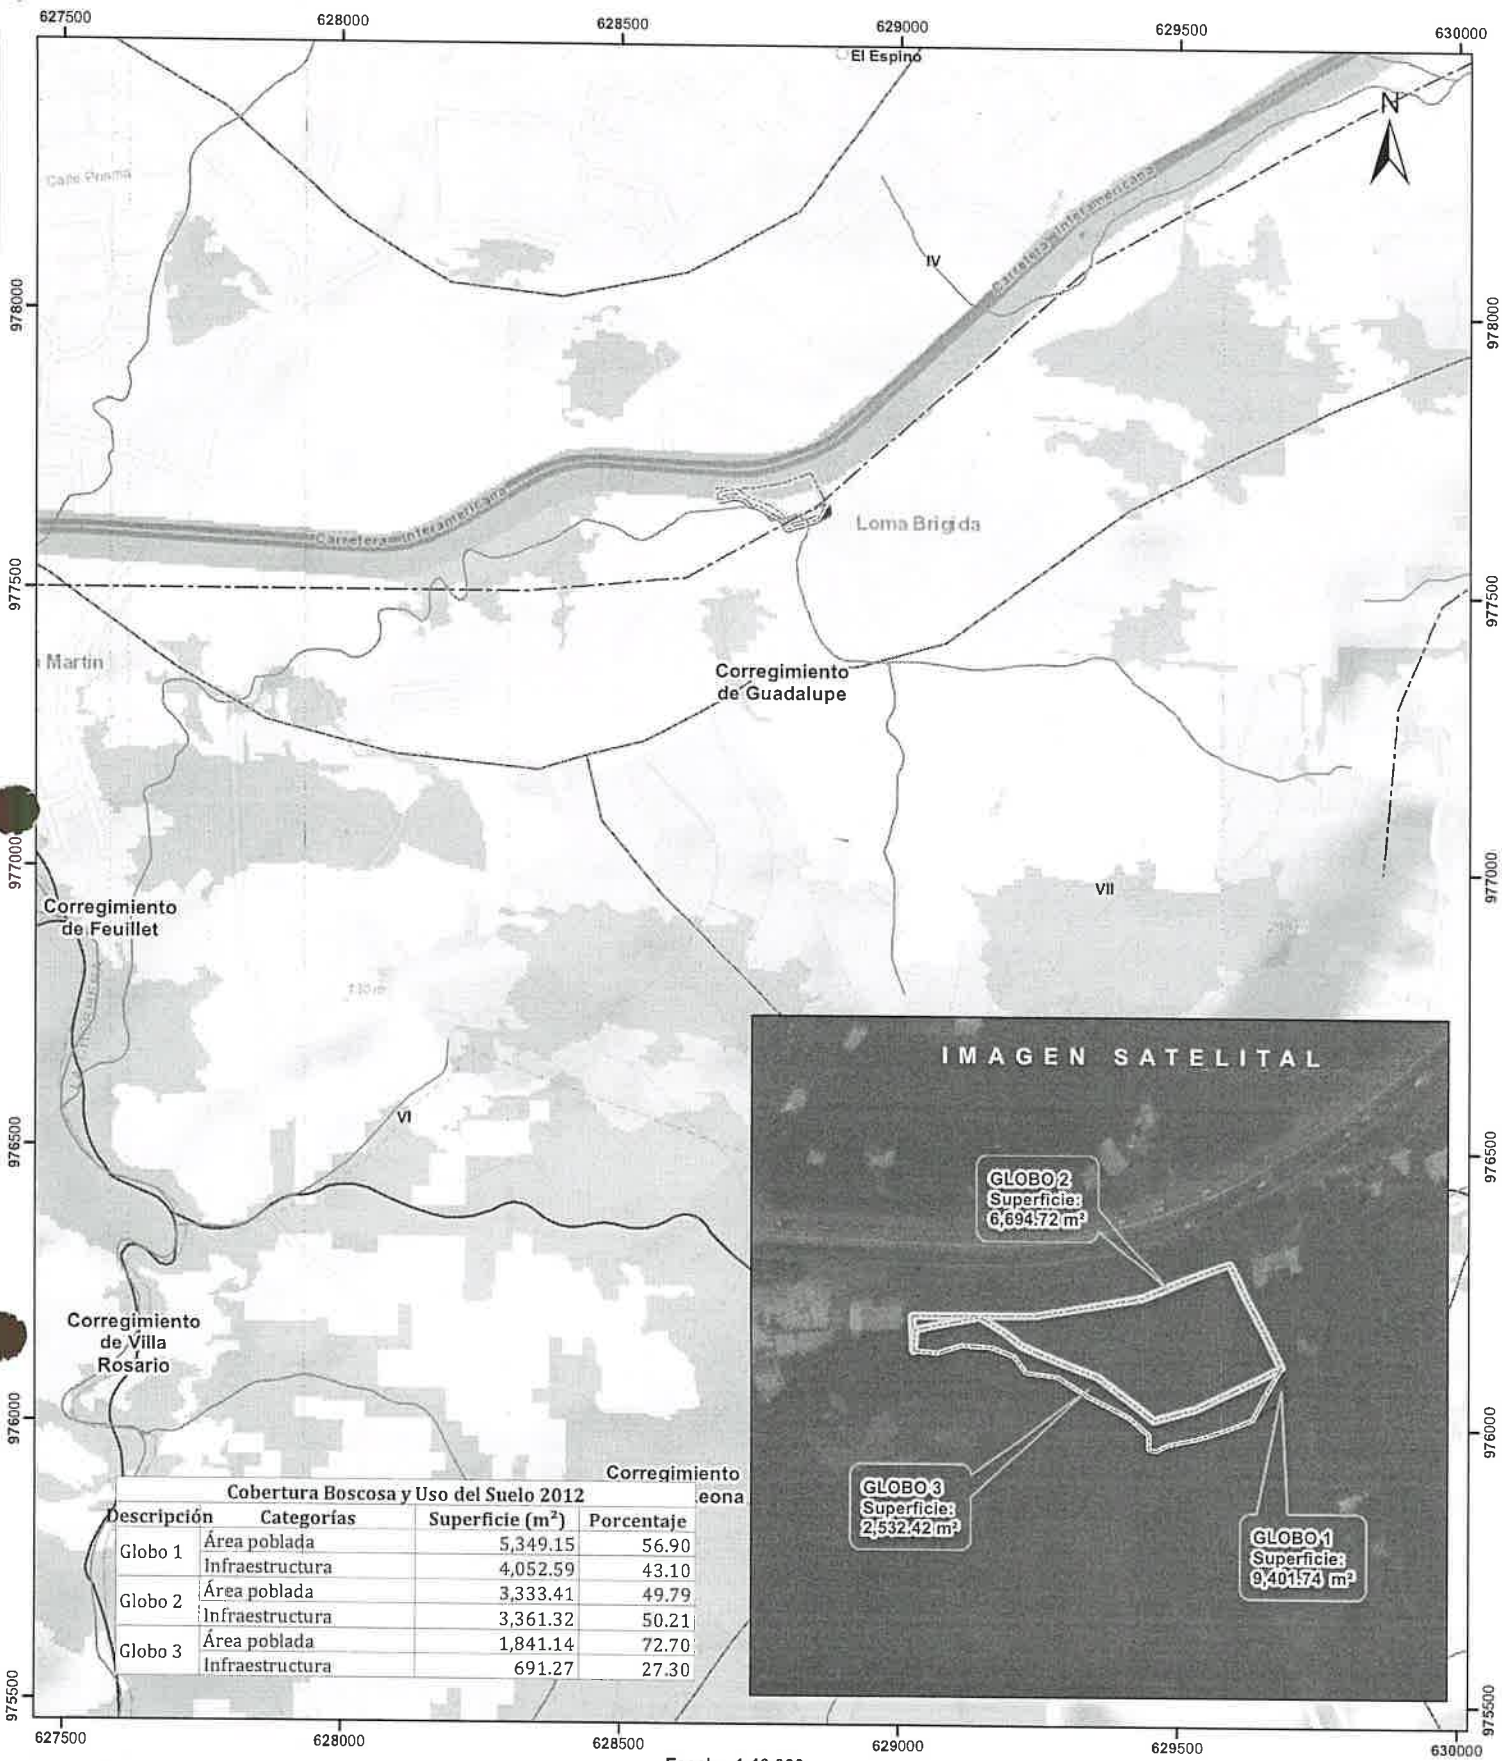 627500 628000 628500 629000 629500 630000
El Espino
N
Carretera Interamericana
IV
978000 978000
Carretera Interamericana
Loma Brigida
977500 977500
Martin
Corregimiento
de Guadalupe
977000 977000
VII
Corregimiento
de Feuillet
IMAGEN SATELITAL
VI
976500 976500
GLOBO 2
Superficie:
6,694.72 m²
Corregimiento
de Villa
Rosario
976000 976000
GLOBO 3
Superficie:
2,532.42 m²
GLOBO 1
Superficie:
9,401.74 m²
Corregimiento
eona
Cobertura Boscosa y Uso del Suelo 2012
Descripción Categorías Superficie (m²) Porcentaje
Globo 1 Área poblada 5,349.15 56.90
Infraestructura 4,052.59 43.10
Globo 2 Área poblada 3,333.41 49.79
Infraestructura 3,361.32 50.21
Globo 3 Área poblada 1,841.14 72.70
Infraestructura 691.27 27.30
975500 975500
627500 628000 628500 629000 629500 630000